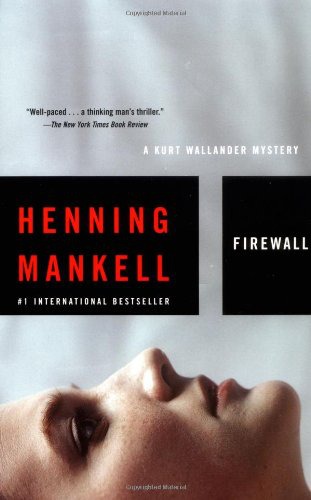 "Well-paced . . . a thinking man's thriller."
—The New York Times Book Review
A KURT WALLANDER MYSTERY
HENNING
MANKELL
FIREWALL
#1 INTERNATIONAL BESTSELLER